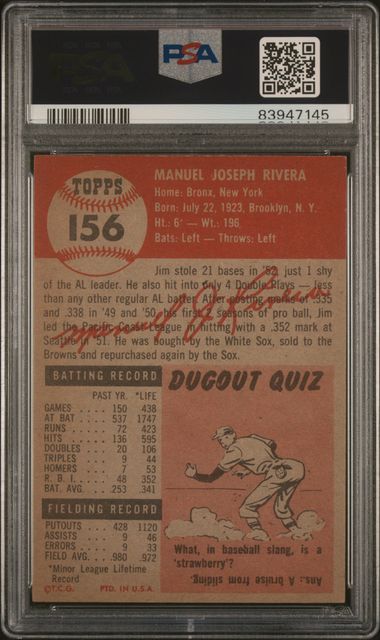 PSA
PSA
83947145
TOPPS
156
MANUEL JOSEPH RIVERA
Home: Bronx, New York
Born: July 22, 1923, Brooklyn, N. Y.
Ht.: 6' — Wt.: 196
Bats: Left — Throws: Left
Jim stole 21 bases in '52, just 1 shy
of the AL leader. He also hit into only 4 Double Plays — less
than any other regular AL batter. After posting marks of .335
and .338 in '49 and '50, his first 2 seasons of pro ball, Jim
led the Pacific Coast League in hitting with a .352 mark at
Seattle in '51. He was bought by the White Sox, sold to the
Browns and repurchased again by the Sox.
Manuel J. Rivera
BATTING RECORD
PAST YR. *LIFE
GAMES 150 438
AT BAT 537 1747
RUNS 72 423
HITS 136 595
DOUBLES 20 106
TRIPLES 9 44
HOMERS 7 53
R. B. I. 48 352
BAT. AVG. .253 .341
FIELDING RECORD
PUTOUTS 428 1120
ASSISTS 9 46
ERRORS 9 33
FIELD AVG. .980 .972
*Minor League Lifetime
Record
©T.C.G. PTD. IN U.S.A.
DUGOUT QUIZ
What, in baseball slang, is a
'strawberry'?
Ans.: A bruise from sliding.